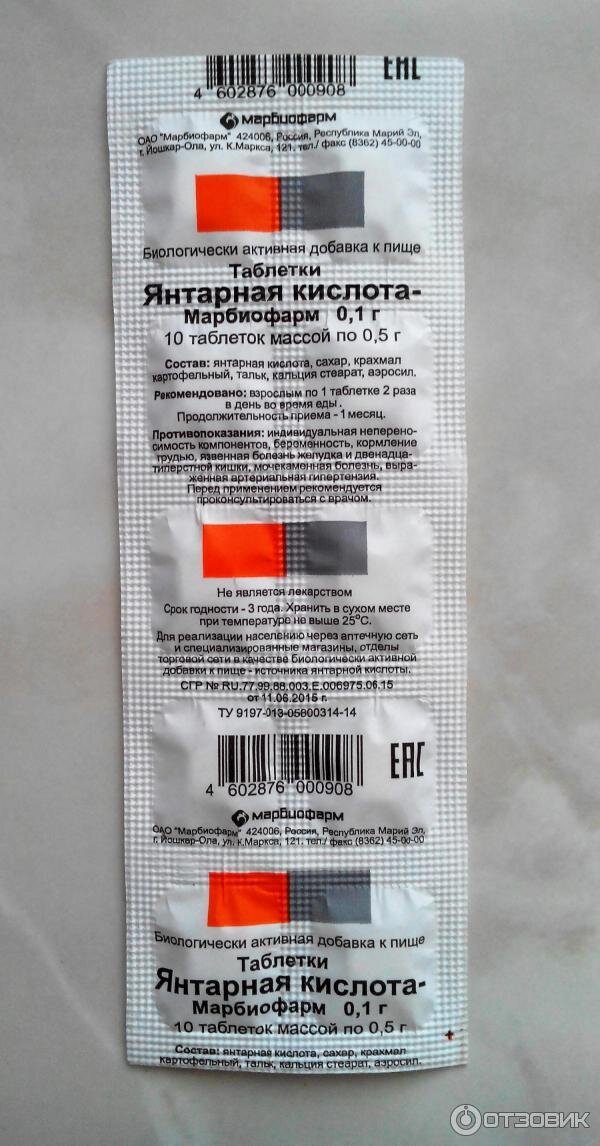 4 602876 000908
EAC
марбиофарм
ОАО "Марбиофарм" 424006, Россия, Республика Марий Эл,
г. Йошкар-Ола, ул. К.Маркса, 121. тел./ факс (8362) 45-00-00
Биологически активная добавка к пище
Таблетки
Янтарная кислота-
Марбиофарм 0,1 г
10 таблеток массой по 0,5 г
Состав: янтарная кислота, сахар, крахмал
картофельный, тальк, кальция стеарат, аэросил.
Рекомендовано: взрослым по 1 таблетке 2 раза
в день во время еды .
Продолжительность приема - 1 месяц.
Противопоказания: индивидуальная неперено-
симость компонентов, беременность, кормление
грудью, язвенная болезнь желудка и двенадца-
типерстной кишки, мочекаменная болезнь, выра-
женная артериальная гипертензия.
Перед применением рекомендуется
проконсультироваться с врачом.
Не является лекарством
Срок годности - 3 года. Хранить в сухом месте
при температуре не выше 25°С.
Для реализации населению через аптечную сеть
и специализированные магазины, отделы
торговой сети в качестве биологически активной
добавки к пище - источника янтарной кислоты.
СГР № RU.77.99.88.003.E.006975.06.15
от 11.06.2015 г.
ТУ 9197-013-05800314-14
4 602876 000908
EAC
марбиофарм
ОАО "Марбиофарм" 424006, Россия, Республика Марий Эл,
г. Йошкар-Ола, ул. К.Маркса, 121. тел./ факс (8362) 45-00-00
Биологически активная добавка к пище
Таблетки
Янтарная кислота-
Марбиофарм 0,1 г
10 таблеток массой по 0,5 г
Состав: янтарная кислота, сахар, крахмал
картофельный, тальк, кальция стеарат, аэросил.
ОТЗОВИК